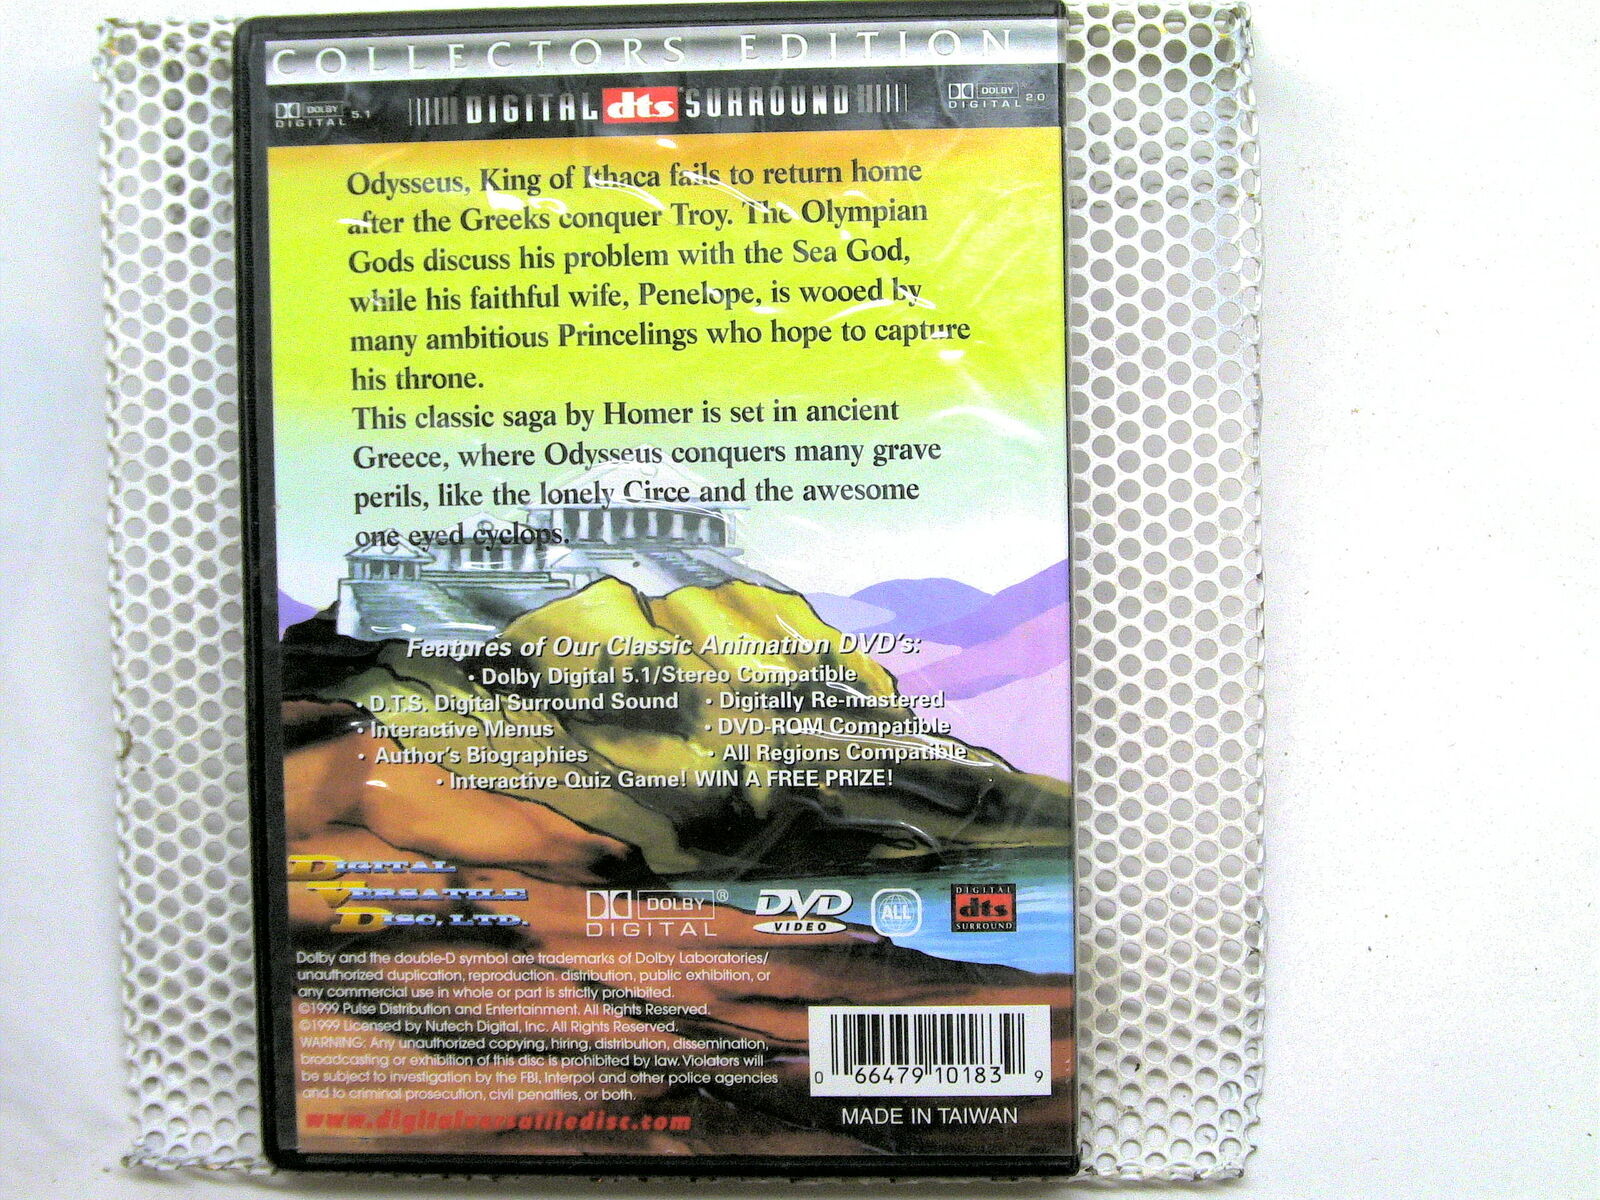 COLLECTORS EDITION
DOLBY DIGITAL 5.1
DIGITAL dts SURROUND
DOLBY DIGITAL 2.0
Odysseus, King of Ithaca fails to return home
after the Greeks conquer Troy. The Olympian
Gods discuss his problem with the Sea God,
while his faithful wife, Penelope, is wooed by
many ambitious Princelings who hope to capture
his throne.
This classic saga by Homer is set in ancient
Greece, where Odysseus conquers many grave
perils, like the lonely Circe and the awesome
one eyed cyclops.
Features of Our Classic Animation DVD's:
• Dolby Digital 5.1/Stereo Compatible
• D.T.S. Digital Surround Sound • Digitally Re-mastered
• Interactive Menus • DVD-ROM Compatible
• Author's Biographies • All Regions Compatible
• Interactive Quiz Game! WIN A FREE PRIZE!
DIGITAL
VERSATILE
DISC, LTD.
DOLBY®
DIGITAL
DVD
VIDEO
ALL
DIGITAL
dts
SURROUND
Dolby and the double-D symbol are trademarks of Dolby Laboratories/
unauthorized duplication, reproduction. distribution, public exhibition, or
any commercial use in whole or part is strictly prohibited.
©1999 Pulse Distribution and Entertainment. All Rights Reserved.
©1999 Licensed by Nutech Digital, Inc. All Rights Reserved.
WARNING: Any unauthorized copying, hiring, distribution, dissemination,
broadcasting or exhibition of this disc is prohibited by law. Violators will
be subject to investigation by the FBI, Interpol and other police agencies
and to criminal prosecution, civil penalties, or both.
www.digitalversatiledisc.com
0 66479 10183 9
MADE IN TAIWAN